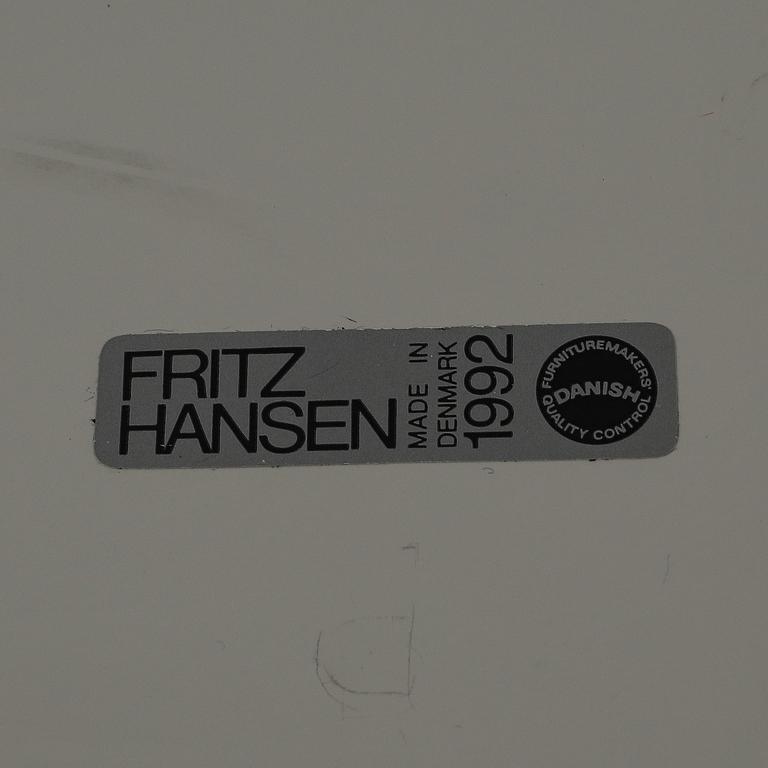 FRITZ
HANSEN
MADE IN
DENMARK
1992
FURNITUREMAKERS'
DANISH
QUALITY CONTROL